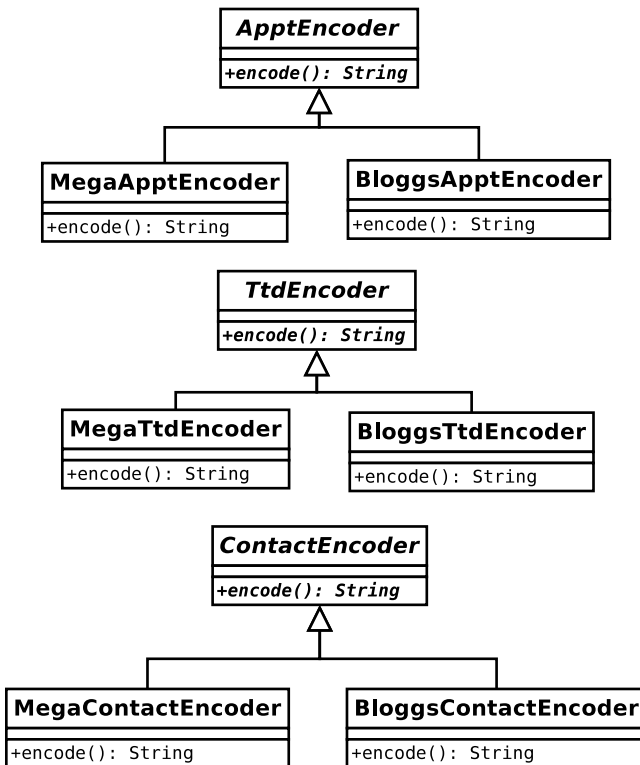 ApptEncoder
+encode(): String
MegaApptEncoder
+encode(): String
BloggsApptEncoder
+encode(): String
TtdEncoder
+encode(): String
MegaTtdEncoder
+encode(): String
BloggsTtdEncoder
+encode(): String
ContactEncoder
+encode(): String
MegaContactEncoder
+encode(): String
BloggsContactEncoder
+encode(): String